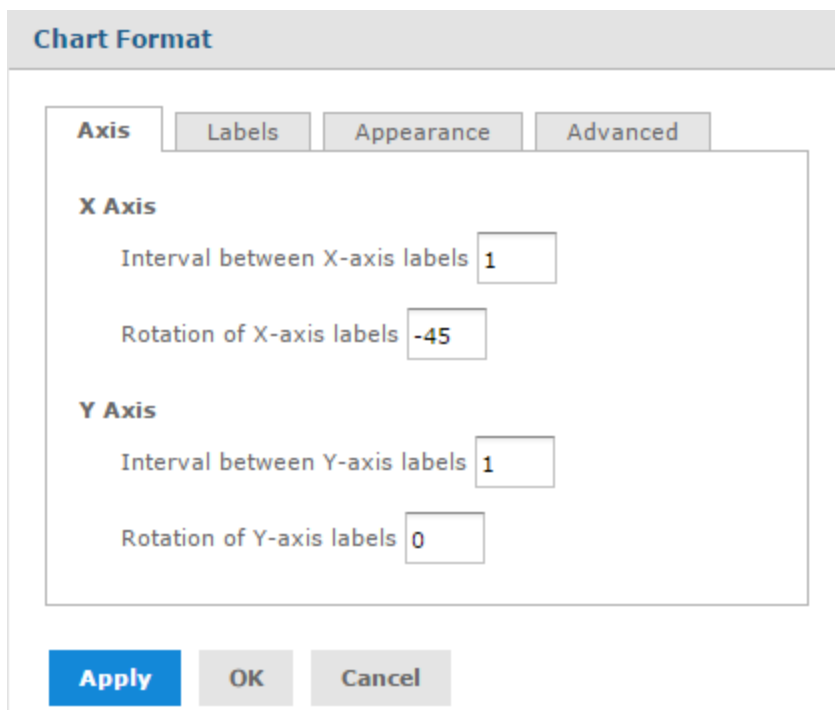 Chart Format
Axis Labels Appearance Advanced
X Axis
Interval between X-axis labels 1
Rotation of X-axis labels -45
Y Axis
Interval between Y-axis labels 1
Rotation of Y-axis labels 0
Apply OK Cancel